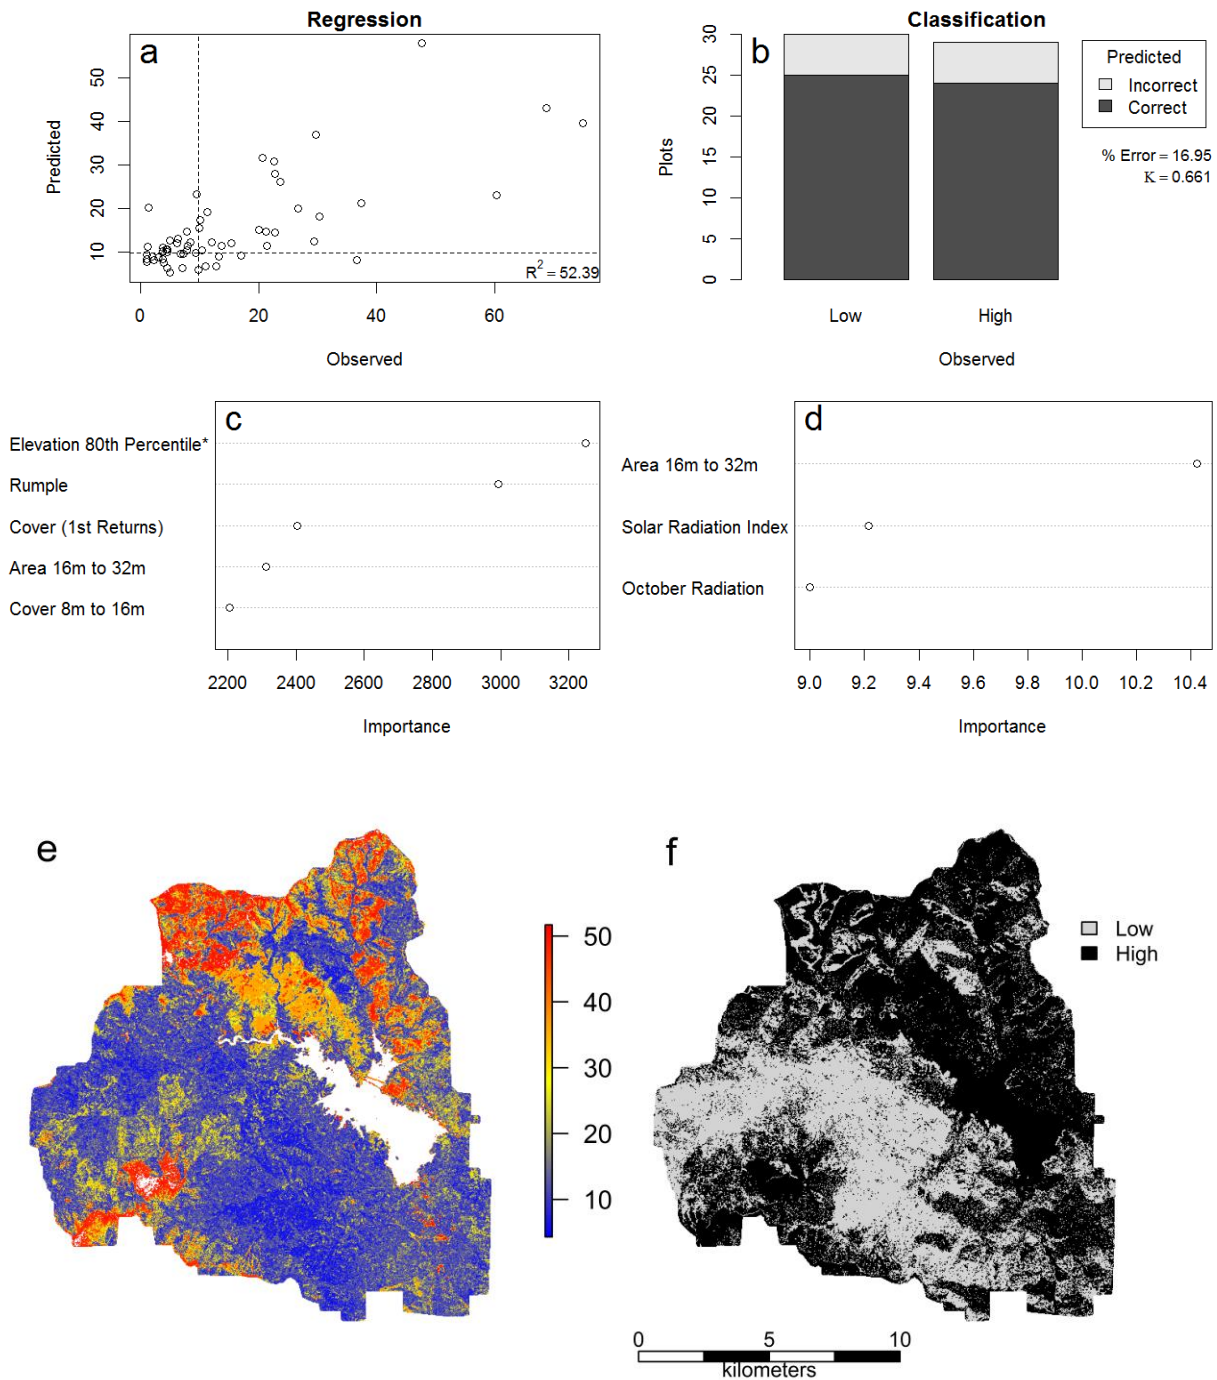 Regression
a
Predicted
50
40
30
20
10
R² = 52.39
0 20 40 60
Observed
Classification
b
Plots
30
25
20
15
10
5
0
Low High
Observed
Predicted
Incorrect
Correct
% Error = 16.95
K = 0.661
c
Elevation 80th Percentile*
Rumple
Cover (1st Returns)
Area 16m to 32m
Cover 8m to 16m
2200 2400 2600 2800 3000 3200
Importance
d
Area 16m to 32m
Solar Radiation Index
October Radiation
9.0 9.2 9.4 9.6 9.8 10.0 10.2 10.4
Importance
e
50
40
30
20
10
f
Low
High
0 5 10
kilometers